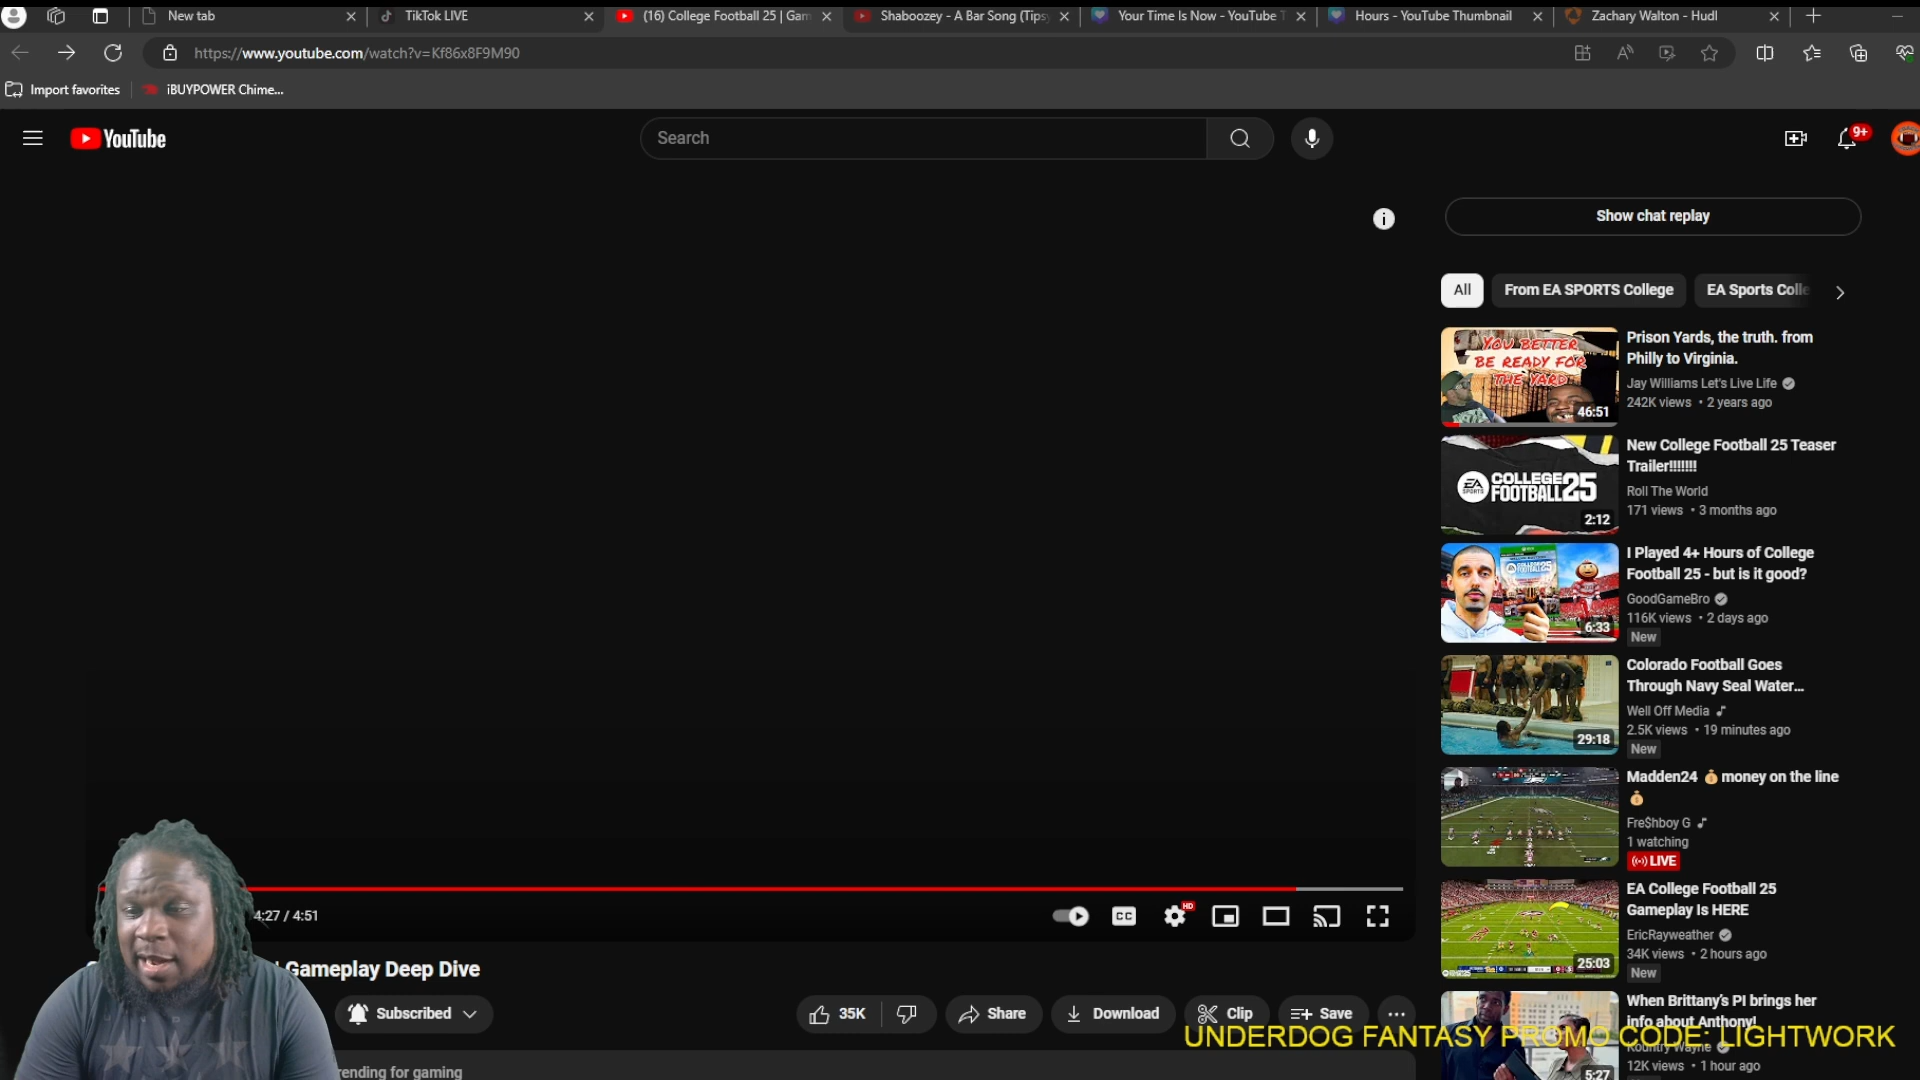 New tab
TikTok LIVE
(16) College Football 25 | Gam
Shaboozey - A Bar Song (Tipsy
Your Time Is Now - YouTube T
Hours - YouTube Thumbnail
Zachary Walton - Hudl
https://www.youtube.com/watch?v=Kf86x8F9M90
Import favorites
iBUYPOWER Chime...
YouTube
Search
9+
Show chat replay
All
From EA SPORTS College
EA Sports Colle
YOU BETTER
BE READY FOR
THE YARD
46:51
Prison Yards, the truth. from
Philly to Virginia.
Jay Williams Let's Live Life
242K views • 2 years ago
EA SPORTS
COLLEGE
FOOTBALL 25
2:12
New College Football 25 Teaser
Trailer!!!!!!!
Roll The World
171 views • 3 months ago
6:33
I Played 4+ Hours of College
Football 25 - but is it good?
GoodGameBro
116K views • 2 days ago
New
29:18
Colorado Football Goes
Through Navy Seal Water...
Well Off Media
2.5K views • 19 minutes ago
New
Madden24 💰money on the line
💰
Fre$hboy G
1 watching
LIVE
25:03
EA College Football 25
Gameplay Is HERE
EricRayweather
34K views • 2 hours ago
New
5:27
When Brittany's PI brings her
info about Anthony!
Kountry Wayne
12K views • 1 hour ago
4:27 / 4:51
CC
HD
Gameplay Deep Dive
Subscribed
35K
Share
Download
Clip
Save
UNDERDOG FANTASY PROMO CODE: LIGHTWORK
rending for gaming